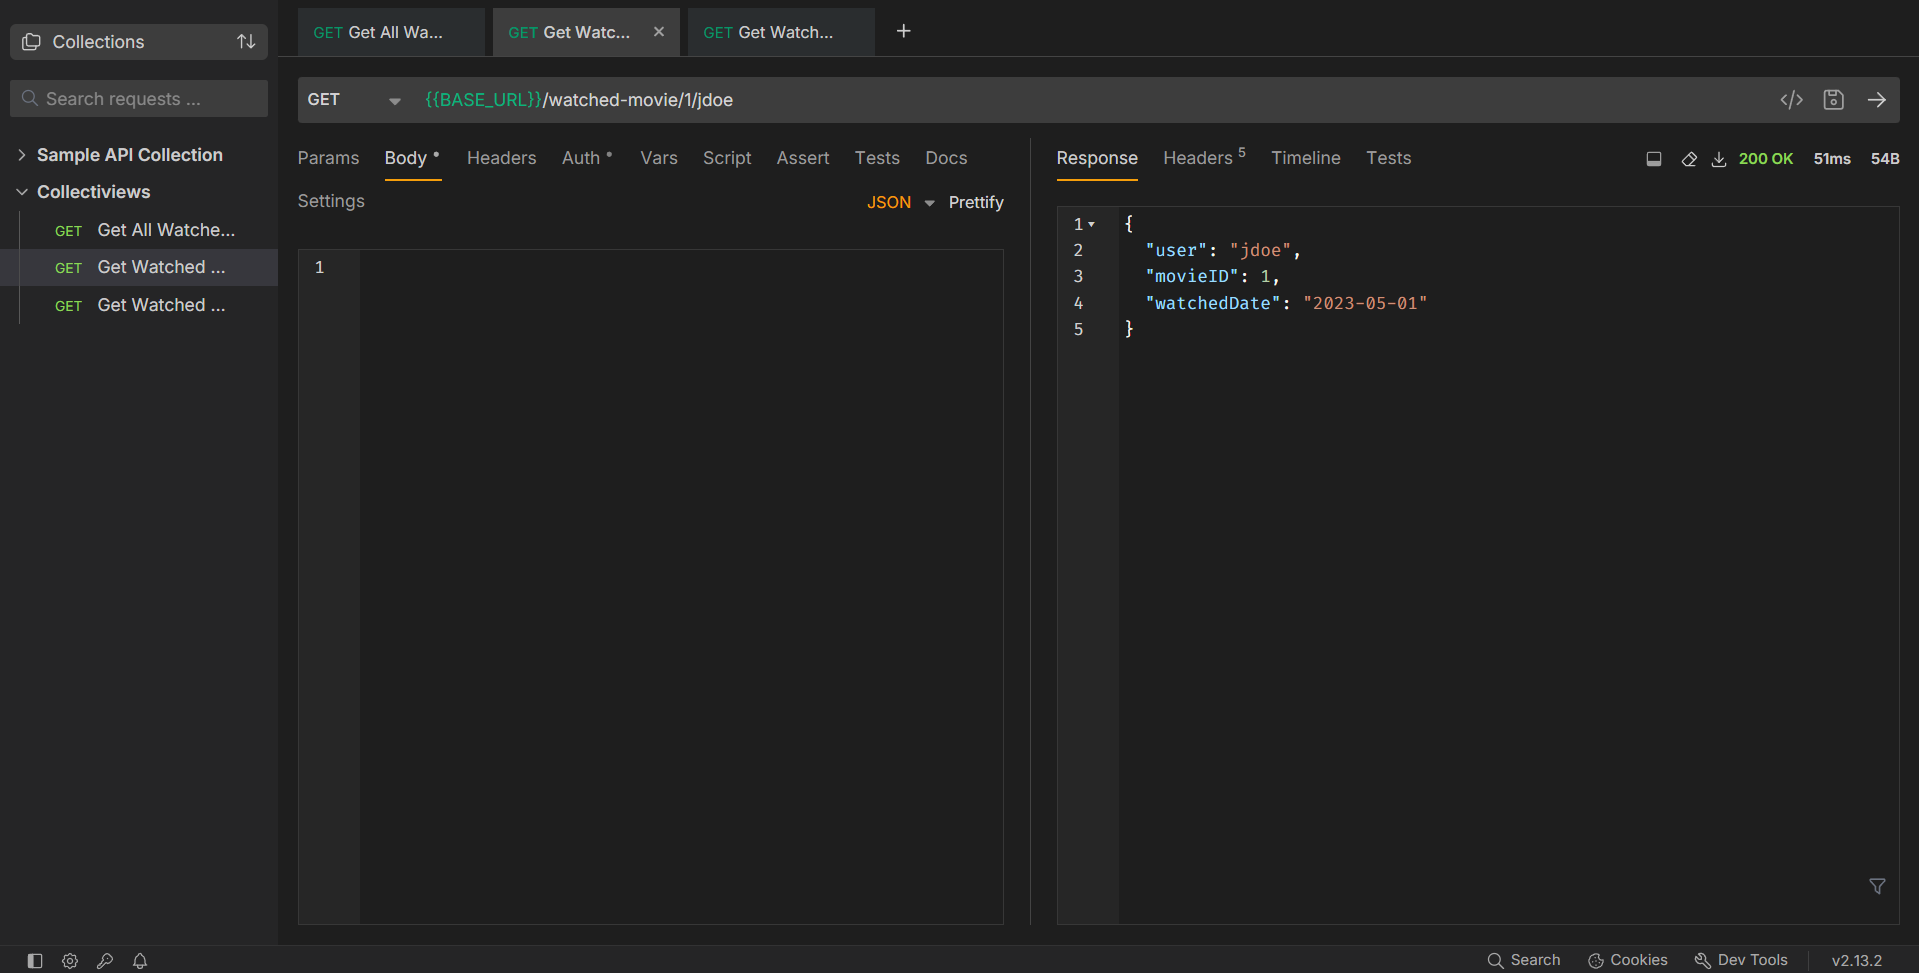 Collections
Search requests ...
Sample API Collection
Collectiviews
GET Get All Watche...
GET Get Watched ...
GET Get Watched ...
GET Get All Wa...
GET Get Watc...
GET Get Watch...
GET {{BASE_URL}}/watched-movie/1/jdoe
Params Body Headers Auth Vars Script Assert Tests Docs
Settings
JSON Prettify
1
Response Headers 5 Timeline Tests
200 OK 51ms 54B
1 {
2 "user": "jdoe",
3 "movieID": 1,
4 "watchedDate": "2023-05-01"
5 }
Search Cookies Dev Tools v2.13.2